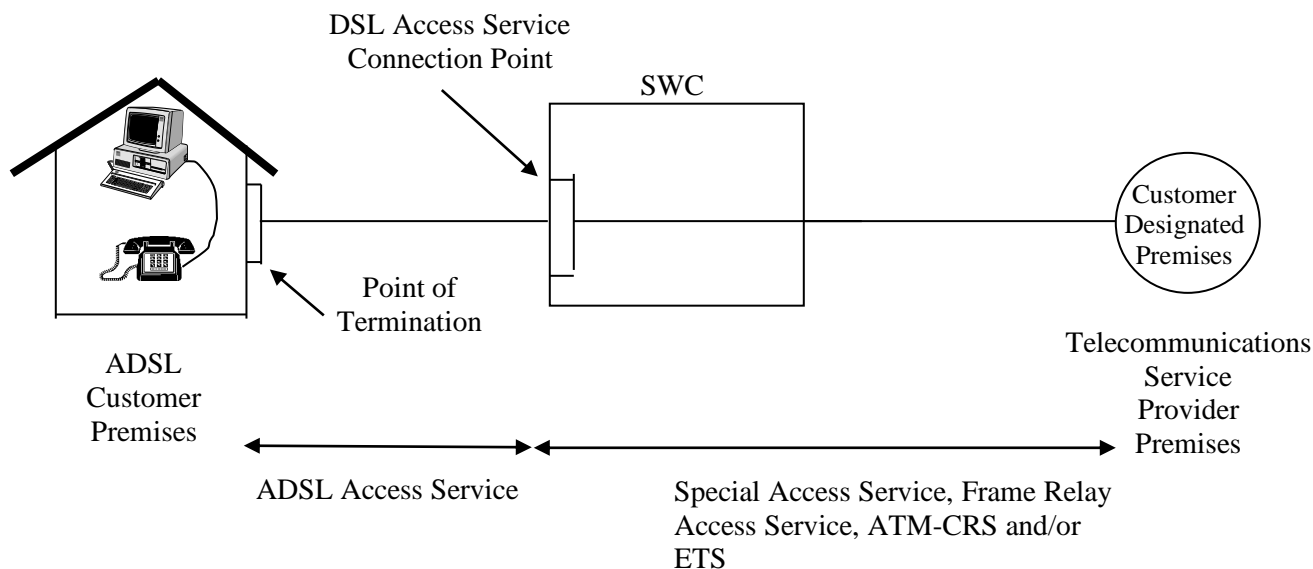 DSL Access Service
Connection Point
SWC
Customer
Designated
Premises
Point of
Termination
ADSL
Customer
Premises
Telecommunications
Service
Provider
Premises
ADSL Access Service
Special Access Service, Frame Relay
Access Service, ATM-CRS and/or
ETS